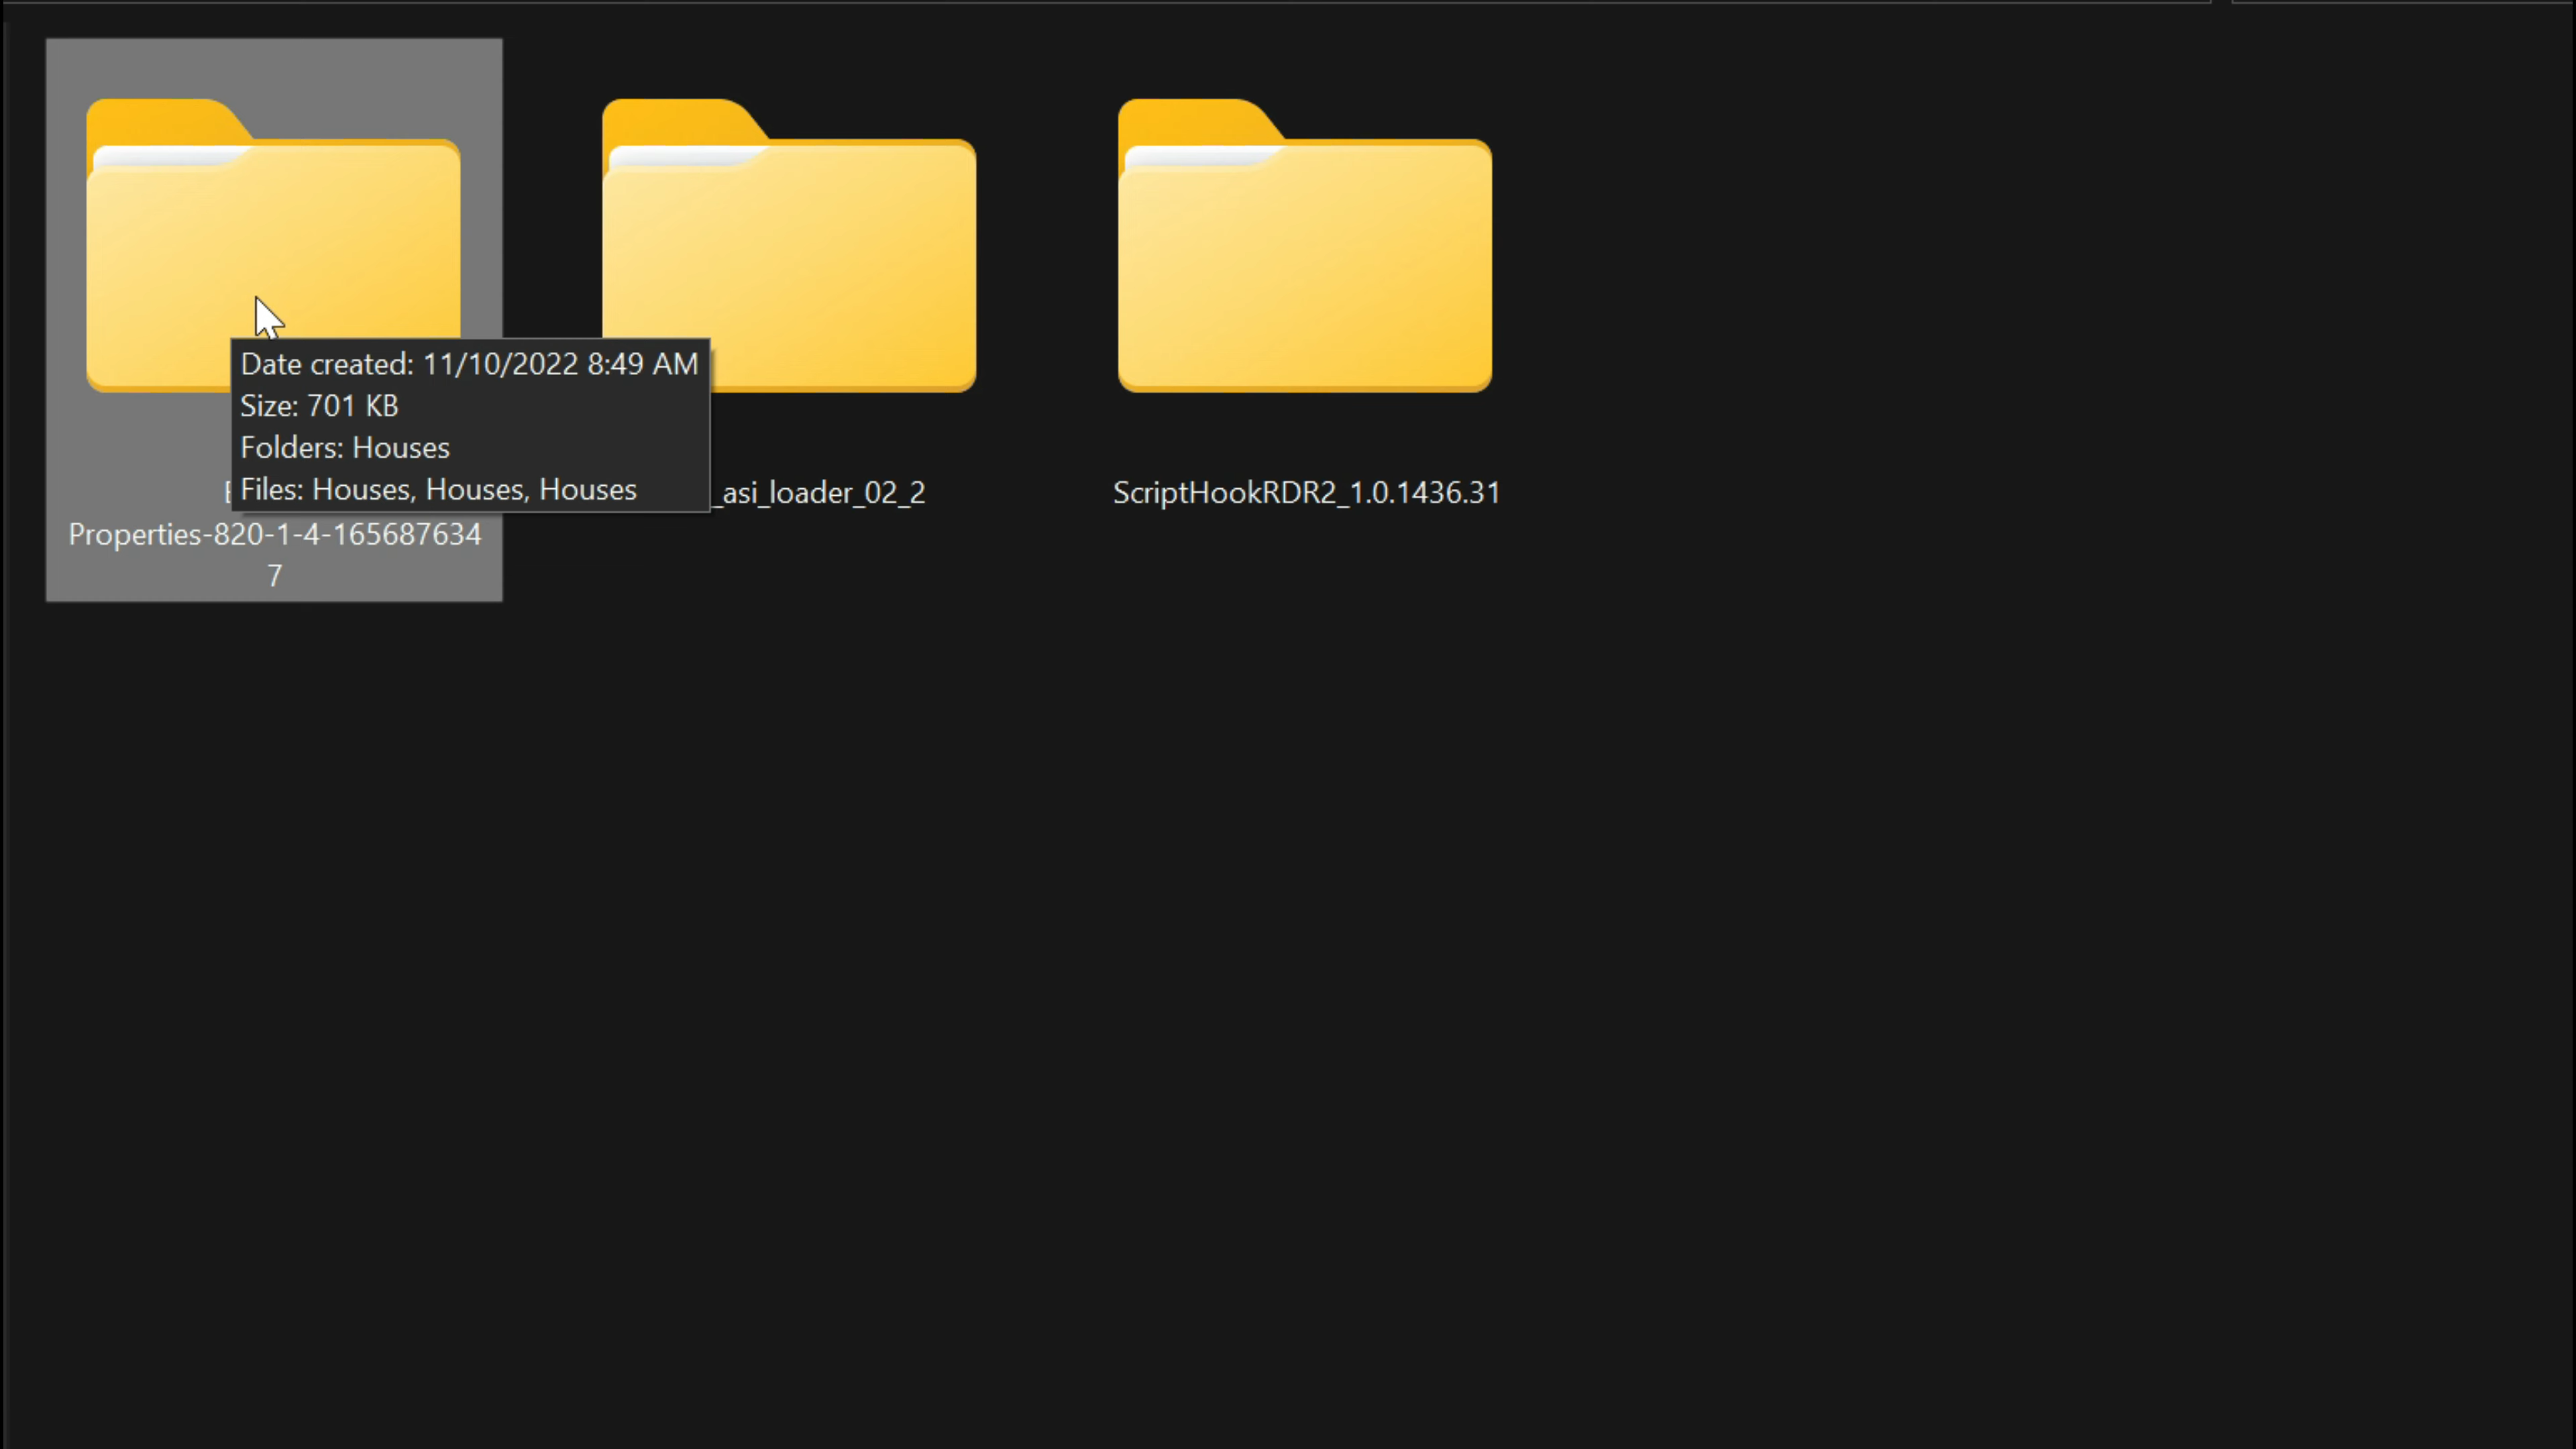 Date created: 11/10/2022 8:49 AM
Size: 701 KB
Folders: Houses
Files: Houses, Houses, Houses
_asi_loader_02_2
ScriptHookRDR2_1.0.1436.31
Properties-820-1-4-165687634
7